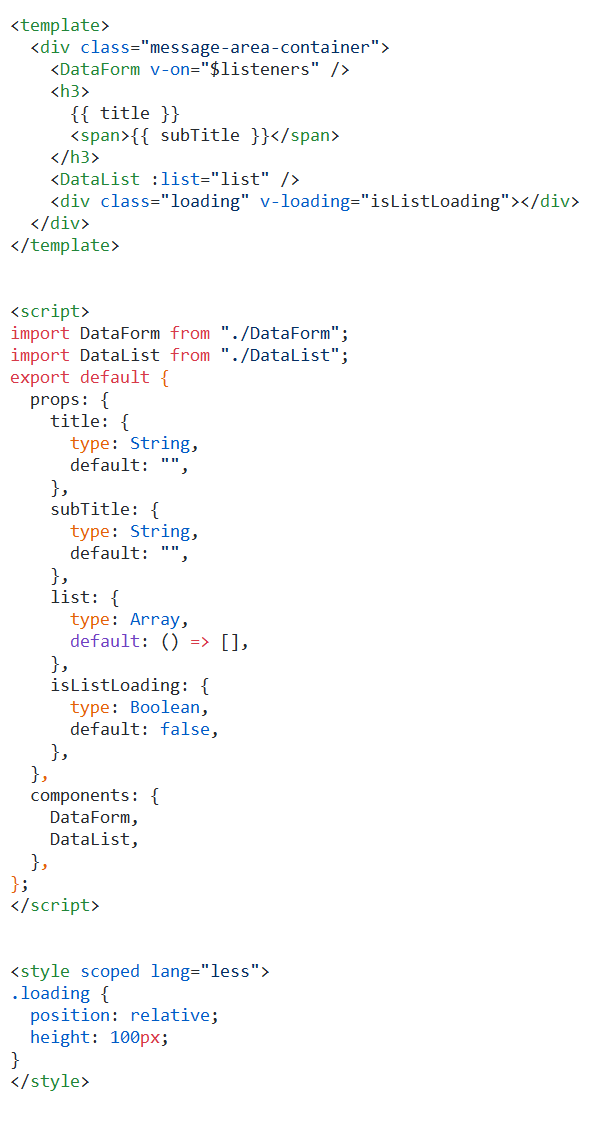 <template>
  <div class="message-area-container">
    <DataForm v-on="$listeners" />
    <h3>
      {{ title }}
      <span>{{ subTitle }}</span>
    </h3>
    <DataList :list="list" />
    <div class="loading" v-loading="isListLoading"></div>
  </div>
</template>

<script>
import DataForm from "./DataForm";
import DataList from "./DataList";
export default {
  props: {
    title: {
      type: String,
      default: "",
    },
    subTitle: {
      type: String,
      default: "",
    },
    list: {
      type: Array,
      default: () => [],
    },
    isListLoading: {
      type: Boolean,
      default: false,
    },
  },
  components: {
    DataForm,
    DataList,
  },
};
</script>

<style scoped lang="less">
.loading {
  position: relative;
  height: 100px;
}
</style>